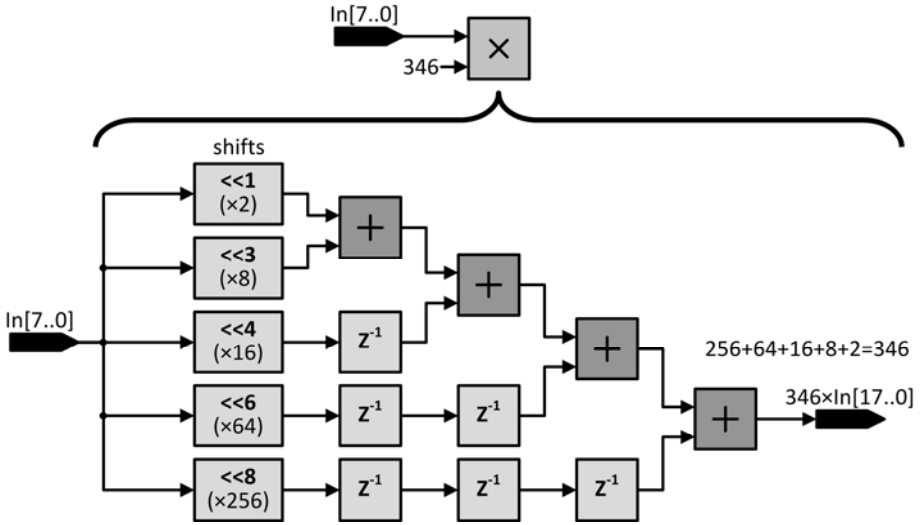 In[7..0]
346
×
shifts
<<1
(×2)
+
<<3
(×8)
+
In[7..0]
<<4
(×16)
Z⁻¹
+
256+64+16+8+2=346
346×In[17..0]
<<6
(×64)
Z⁻¹
Z⁻¹
+
<<8
(×256)
Z⁻¹
Z⁻¹
Z⁻¹